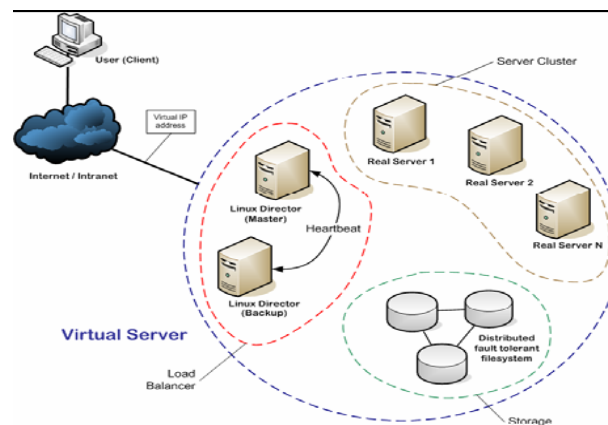 User (Client)
Server Cluster
Virtual IP
address
Internet / Intranet
Real Server 1
Real Server 2
Real Server N
Linux Director
(Master)
Heartbeat
Linux Director
(Backup)
Virtual Server
Distributed
fault tolerant
filesystem
Load
Balancer
Storage